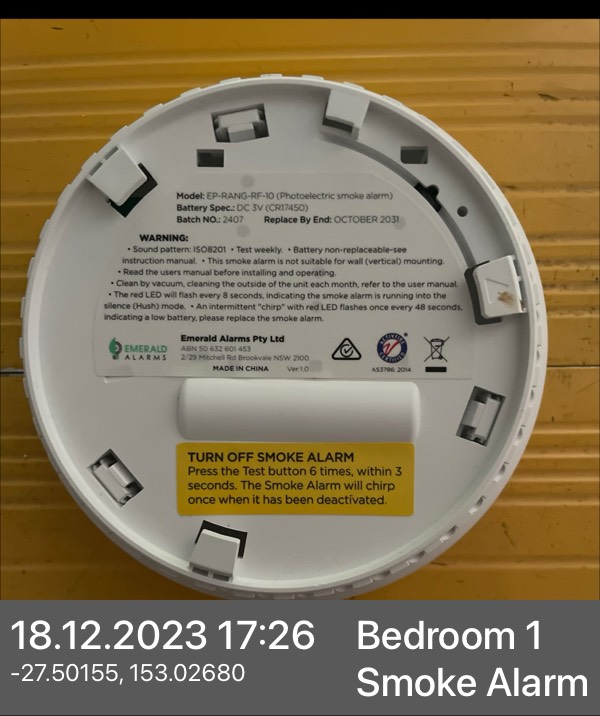 Model: EP-RANG-RF-10 (Photoelectric smoke alarm)
Battery Spec.: DC 3V (CR17450)
Batch NO.: 2407 Replace By End: OCTOBER 2031
WARNING:
• Sound pattern: ISO8201 • Test weekly. • Battery non-replaceable-see
instruction manual. • This smoke alarm is not suitable for wall (vertical) mounting.
• Read the users manual before installing and operating.
• Clean by vacuum, cleaning the outside of the unit each month, refer to the user manual.
• The red LED will flash every 8 seconds, indicating the smoke alarm is running into the
silence (Hush) mode. • An intermittent "chirp" with red LED flashes once every 48 seconds,
indicating a low battery, please replace the smoke alarm.
EMERALD
ALARMS
Emerald Alarms Pty Ltd
ABN 50 632 601 453
2/29 Mitchell Rd Brookvale NSW 2100
MADE IN CHINA Ver:1.0
AS3786: 2014
TURN OFF SMOKE ALARM
Press the Test button 6 times, within 3
seconds. The Smoke Alarm will chirp
once when it has been deactivated.
18.12.2023 17:26
-27.50155, 153.02680
Bedroom 1
Smoke Alarm